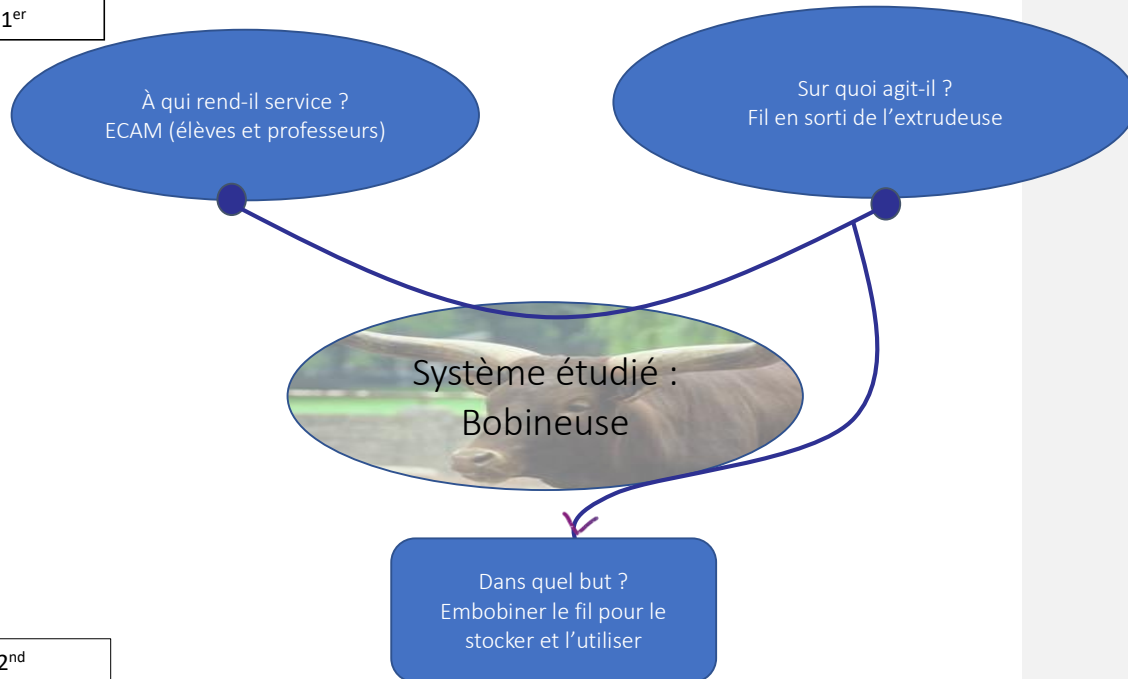 1er
À qui rend-il service ?
ECAM (élèves et professeurs)
Sur quoi agit-il ?
Fil en sorti de l’extrudeuse
Système étudié :
Bobineuse
Dans quel but ?
Embobiner le fil pour le
stocker et l’utiliser
2nd